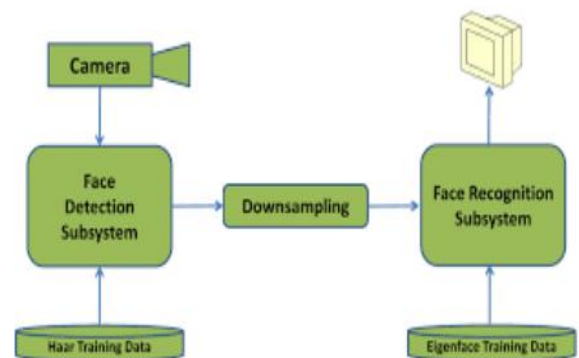 Camera
Face
Detection
Subsystem
Downsampling
Face Recognition
Subsystem
Haar Training Data
Eigenface Training Data